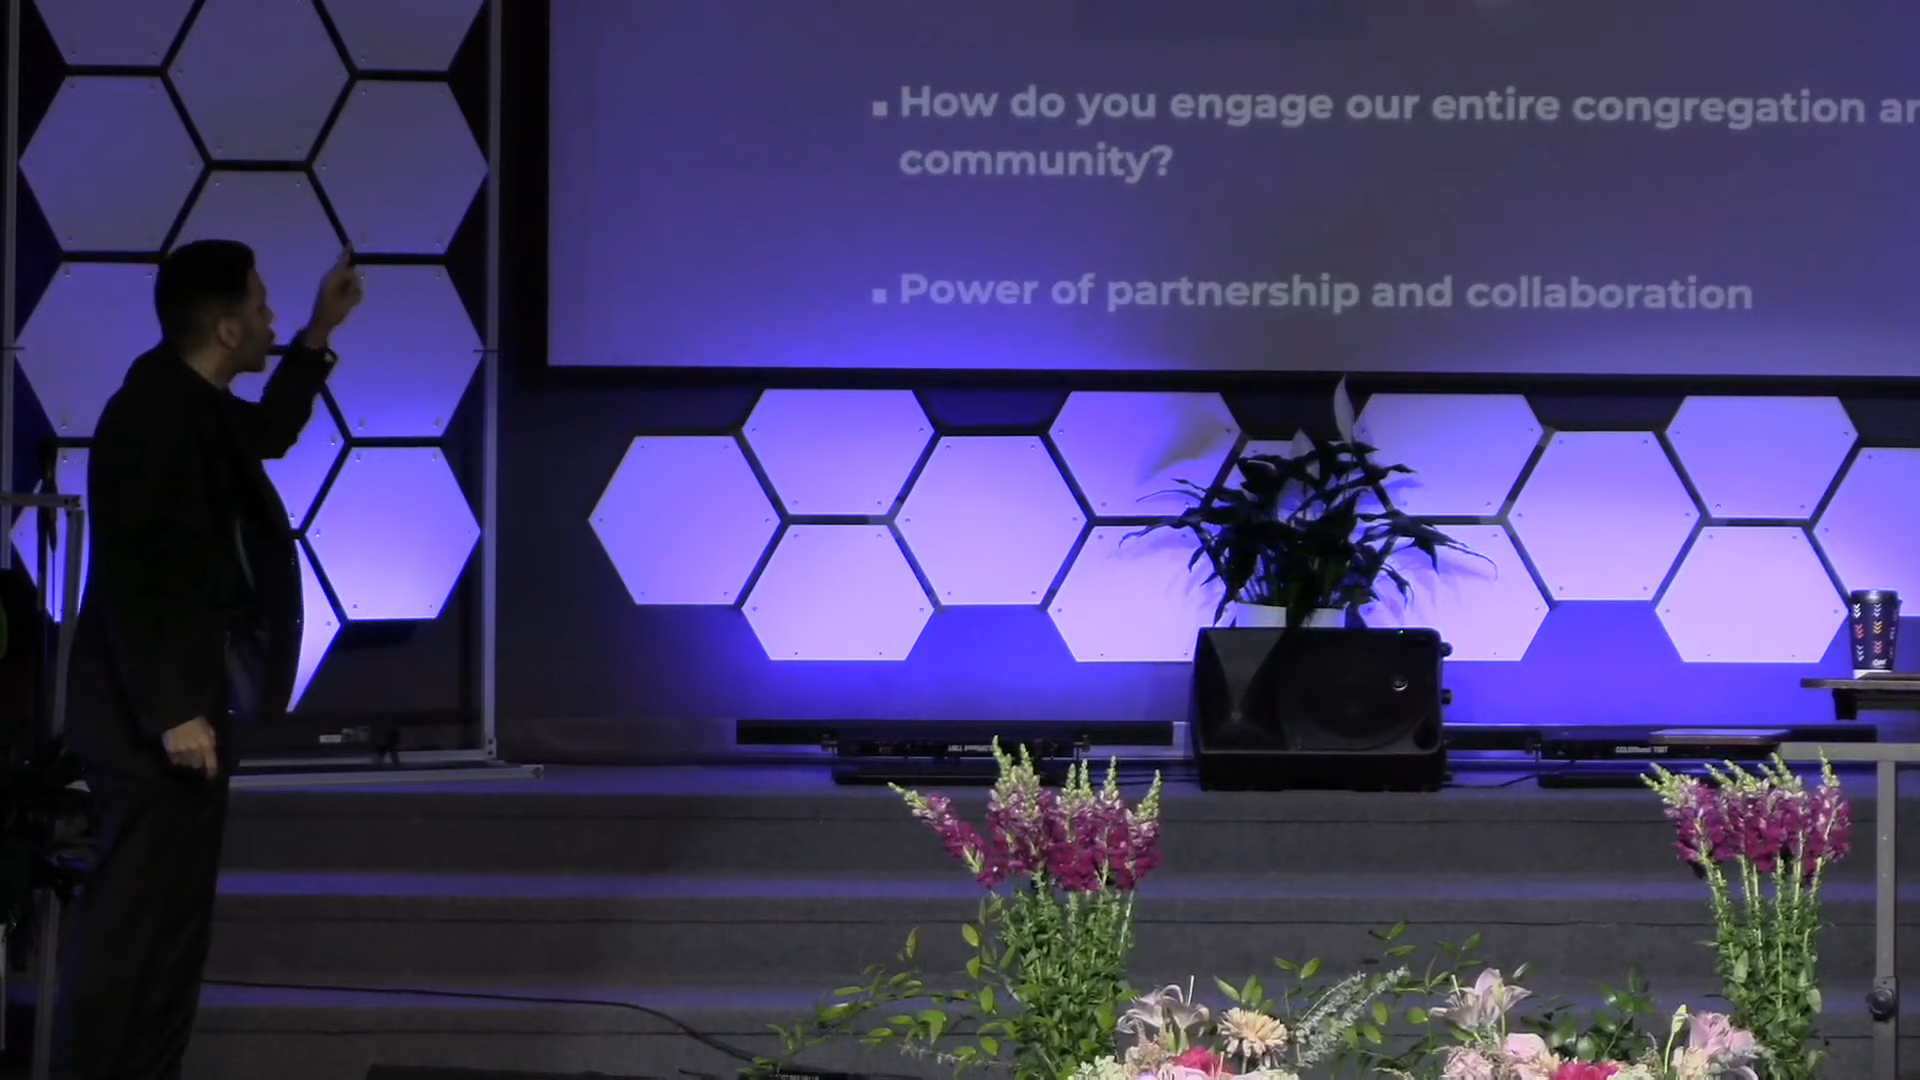 ▪ How do you engage our entire congregation
community?
▪ Power of partnership and collaboration